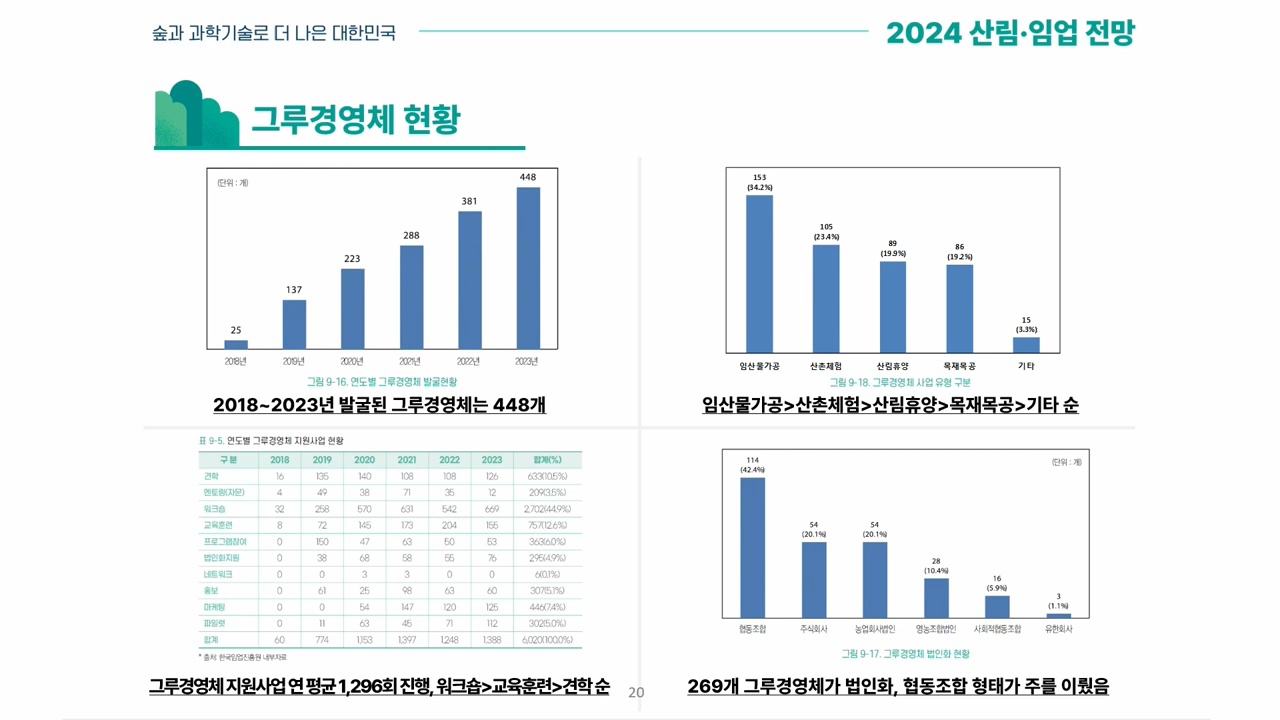 숲과 과학기술로 더 나은 대한민국
2024 산림·임업 전망
그루경영체 현황
(단위 : 개)
25
137
223
288
381
448
2018년 2019년 2020년 2021년 2022년 2023년
그림 9-16. 연도별 그루경영체 발굴현황
2018~2023년 발굴된 그루경영체는 448개
153
(34.2%)
105
(23.4%)
89
(19.9%)
86
(19.2%)
15
(3.3%)
임산물가공 산촌체험 산림휴양 목재목공 기타
그림 9-18. 그루경영체 사업 유형 구분
임산물가공>산촌체험>산림휴양>목재목공>기타 순
표 9-5. 연도별 그루경영체 지원사업 현황
구 분 2018 2019 2020 2021 2022 2023 합계(%)
견학 16 135 140 108 108 126 633(10.5%)
멘토링(자문) 4 49 38 71 35 12 209(3.5%)
워크숍 32 258 570 631 542 669 2,702(44.9%)
교육훈련 8 72 145 173 204 155 757(12.6%)
프로그램참여 0 150 47 63 50 53 363(6.0%)
법인화지원 0 38 68 58 55 76 295(4.9%)
네트워크 0 0 3 3 0 0 6(0.1%)
홍보 0 61 25 98 63 60 307(5.1%)
마케팅 0 0 54 147 120 125 446(7.4%)
파일럿 0 11 63 45 71 112 302(5.0%)
합계 60 774 1,153 1,397 1,248 1,388 6,020(100.0%)
* 출처: 한국임업진흥원 내부자료
그루경영체 지원사업 연 평균 1,296회 진행, 워크숍>교육훈련>견학 순
(단위 : 개)
114
(42.4%)
54
(20.1%)
54
(20.1%)
28
(10.4%)
16
(5.9%)
3
(1.1%)
협동조합 주식회사 농업회사법인 영농조합법인 사회적협동조합 유한회사
그림 9-17. 그루경영체 법인화 현황
269개 그루경영체가 법인화, 협동조합 형태가 주를 이뤘음
20